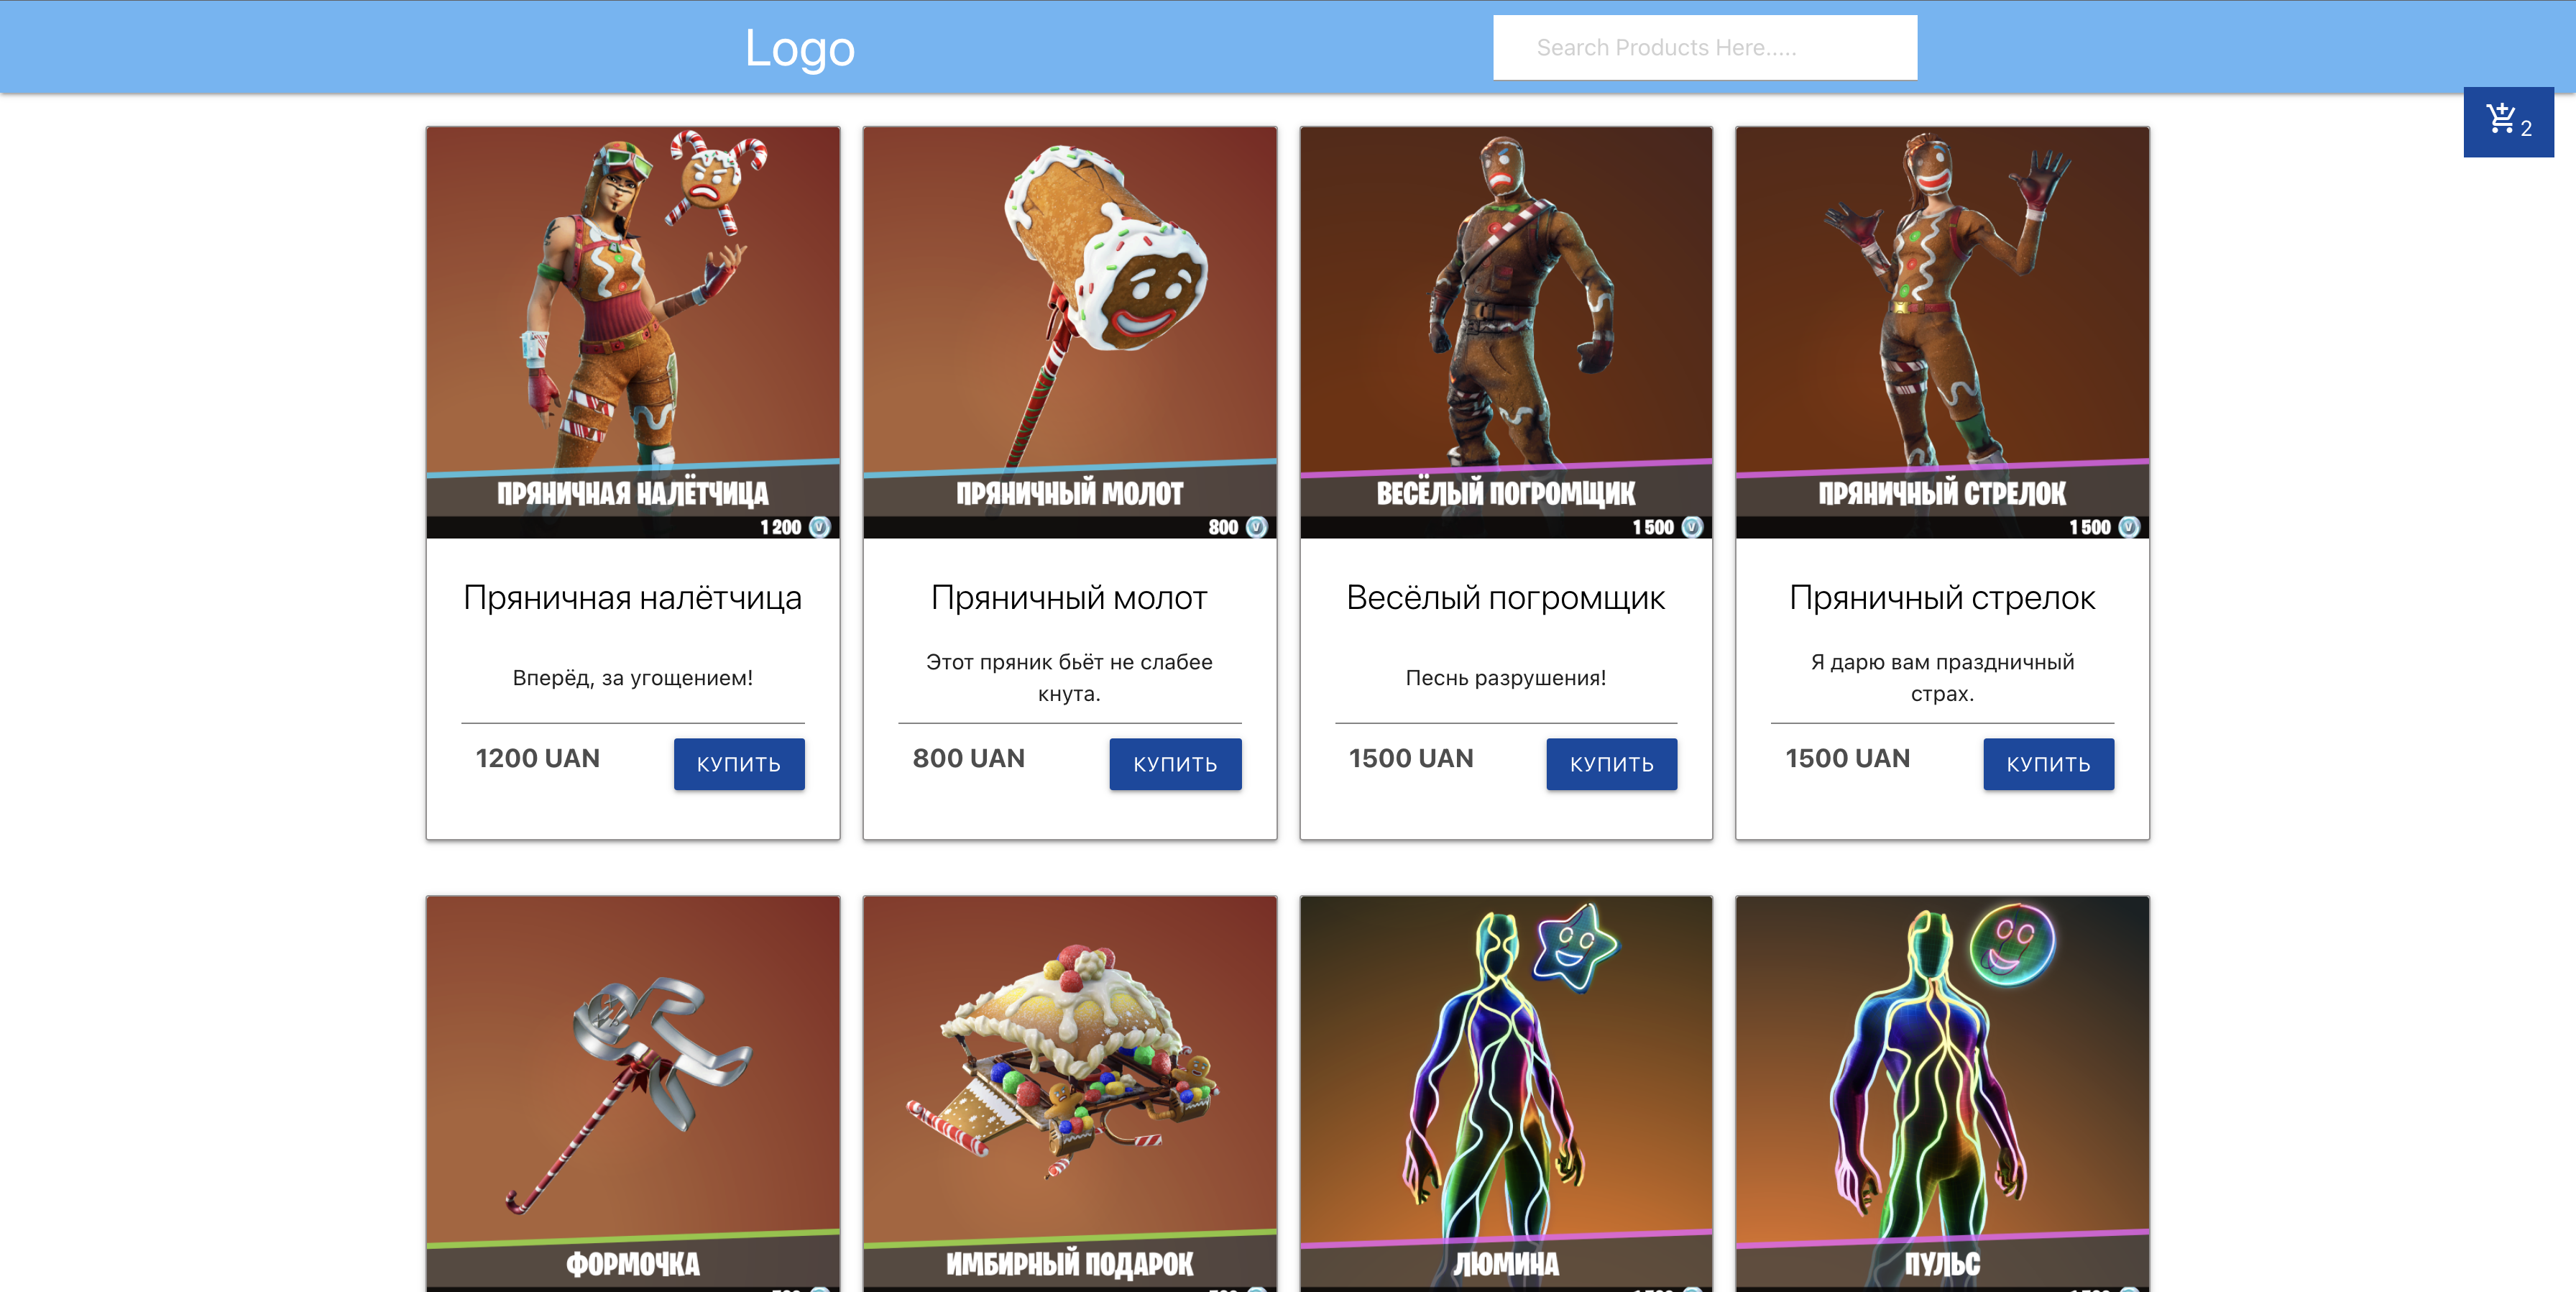 Logo
Search Products Here.....
2
ПРЯНИЧНАЯ НАЛЁТЧИЦА
1 200
Пряничная налётчица
Вперёд, за угощением!
1200 UAN
КУПИТЬ
ПРЯНИЧНЫЙ МОЛОТ
800
Пряничный молот
Этот пряник бьёт не слабее
кнута.
800 UAN
КУПИТЬ
ВЕСЁЛЫЙ ПОГРОМЩИК
1 500
Весёлый погромщик
Песнь разрушения!
1500 UAN
КУПИТЬ
ПРЯНИЧНЫЙ СТРЕЛОК
1 500
Пряничный стрелок
Я дарю вам праздничный
страх.
1500 UAN
КУПИТЬ
ФОРМОЧКА
ИМБИРНЫЙ ПОДАРОК
ЛЮМИНА
ПУЛЬС